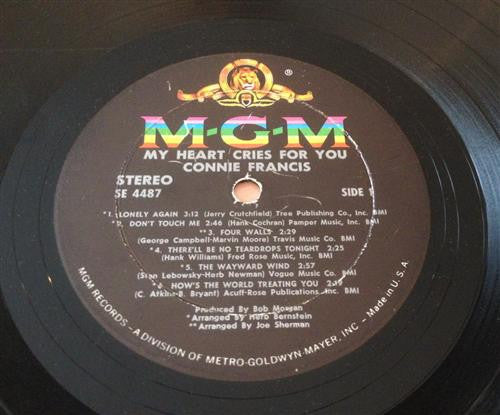 ®
M-G-M
MY HEART CRIES FOR YOU
CONNIE FRANCIS
STEREO
SE 4487
SIDE 1
*1. LONELY AGAIN 3:12 (Jerry Crutchfield) Tree Publishing Co., Inc. BMI
*2. DON'T TOUCH ME 2:46 (Hank Cochran) Pamper Music, Inc. BMI
**3. FOUR WALLS 2:29
(George Campbell-Marvin Moore) Travis Music Co. BMI
*4. THERE'LL BE NO TEARDROPS TONIGHT 2:25
(Hank Williams) Fred Rose Music, Inc. BMI
*5. THE WAYWARD WIND 2:57
(Stan Lebowsky-Herb Newman) Vogue Music Co. BMI
*6. HOW'S THE WORLD TREATING YOU 2:19
(C. Atkins-B. Bryant) Acuff-Rose Publications, Inc. BMI
Produced by Bob Morgan
*Arranged by Herb Bernstein
**Arranged by Joe Sherman
MGM RECORDS – A DIVISION OF METRO-GOLDWYN-MAYER, INC. – Made in U.S.A.